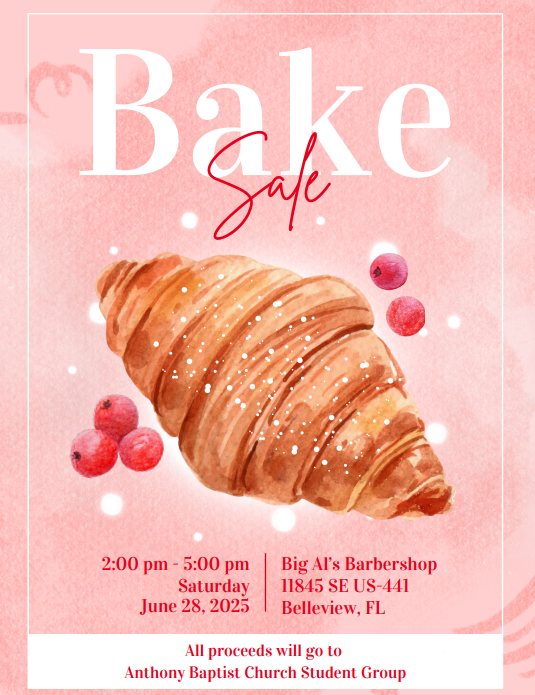 Bake
Sale
2:00 pm - 5:00 pm
Saturday
June 28, 2025
Big Al's Barbershop
11845 SE US-441
Belleview, FL
All proceeds will go to
Anthony Baptist Church Student Group